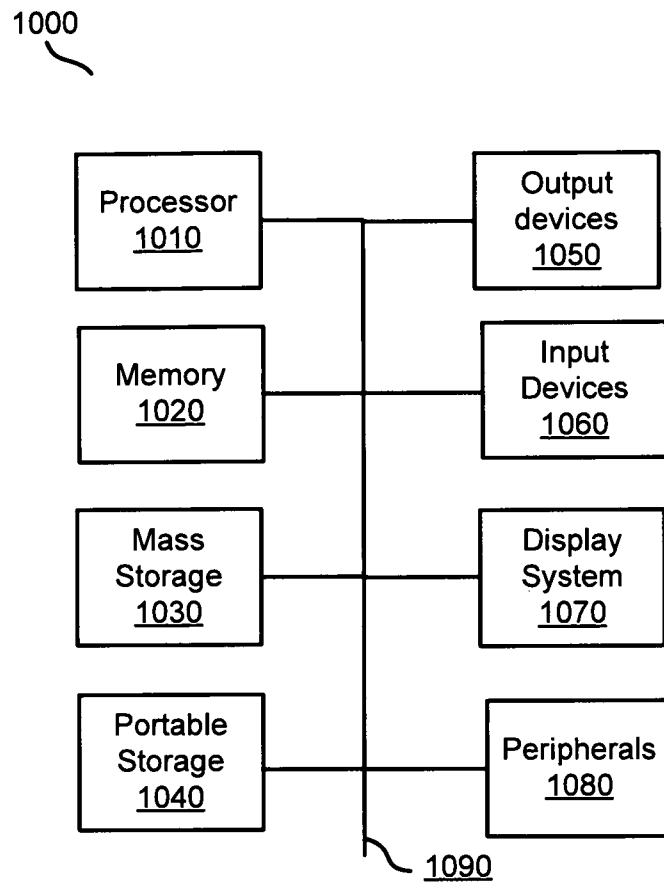 1000
Processor
1010
Output
devices
1050
Memory
1020
Input
Devices
1060
Mass
Storage
1030
Display
System
1070
Portable
Storage
1040
Peripherals
1080
1090